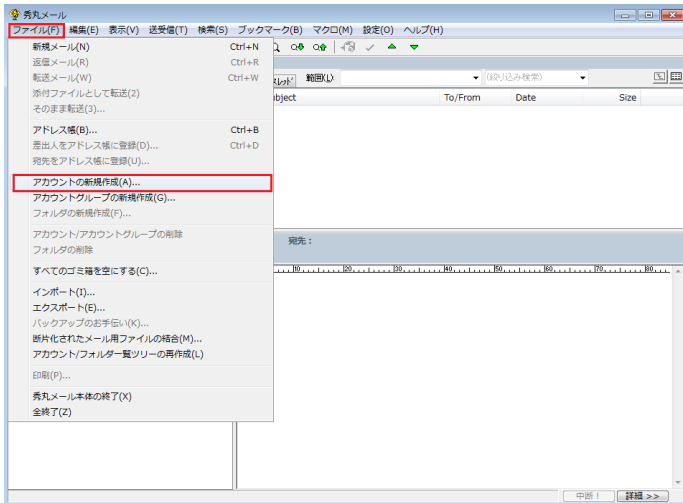 秀丸メール
ファイル(F) 編集(E) 表示(V) 送受信(T) 検索(S) ブックマーク(B) マクロ(M) 設定(O) ヘルプ(H)
新規メール(N) Ctrl+N
返信メール(R) Ctrl+R
転送メール(W) Ctrl+W
添付ファイルとして転送(2)
そのまま転送(3)...
アドレス帳(B)... Ctrl+B
差出人をアドレス帳に登録(D)... Ctrl+D
宛先をアドレス帳に登録(U)...
アカウントの新規作成(A)...
アカウントグループの新規作成(G)...
フォルダの新規作成(F)...
アカウント/アカウントグループの削除
フォルダの削除
すべてのゴミ箱を空にする(C)...
インポート(I)...
エクスポート(E)...
バックアップのお手伝い(K)...
断片化されたメール用ファイルの結合(M)...
アカウント/フォルダ一覧ツリーの再作成(L)
印刷(P)...
秀丸メール本体の終了(X)
全終了(Z)
スレッド 範囲(L): (絞り込み検索)
bject To/From Date Size
宛先:
10 20 30 40 50 60 70 80
中断! 詳細 >>